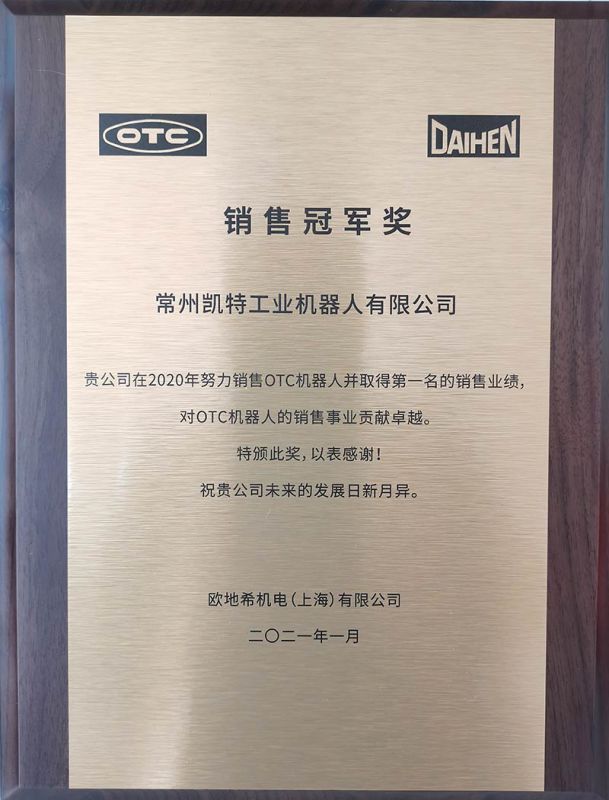 OTC
DAIHEN
销售冠军奖
常州凯特工业机器人有限公司
贵公司在2020年努力销售OTC机器人并取得第一名的销售业绩，
对OTC机器人的销售事业贡献卓越。
特颁此奖，以表感谢！
祝贵公司未来的发展日新月异。
欧地希机电（上海）有限公司
二〇二一年一月